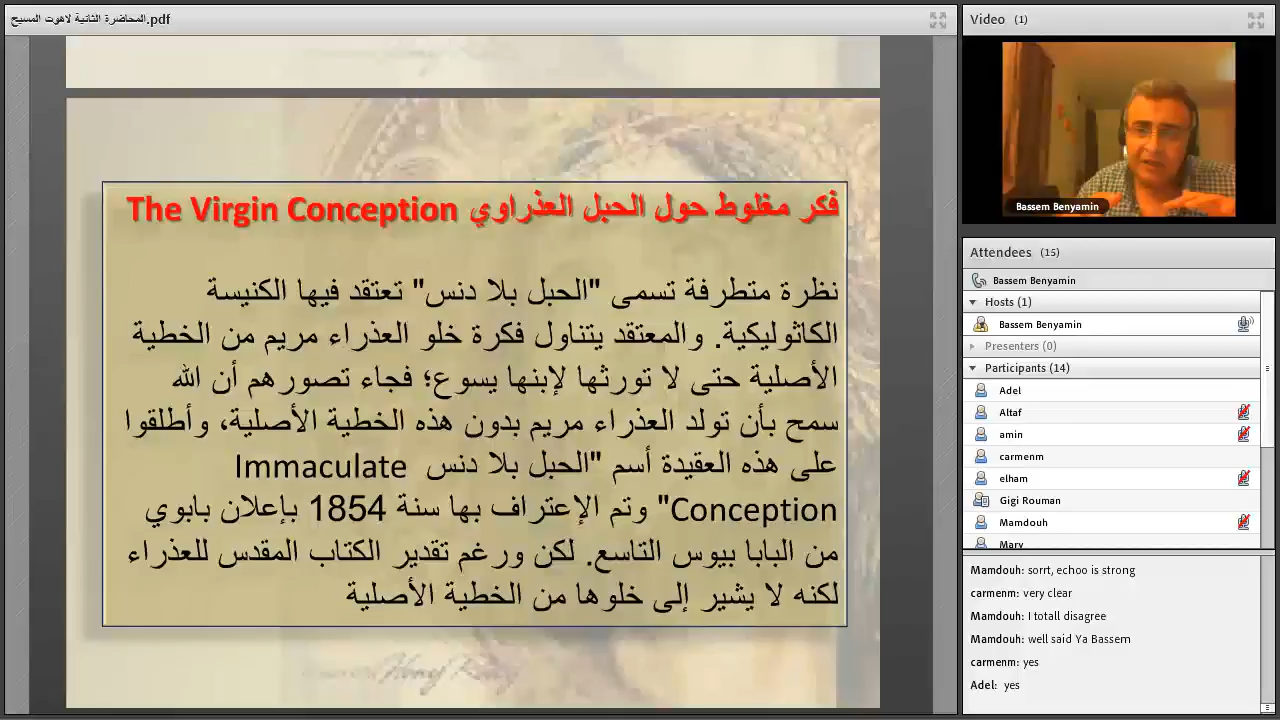 المحاضرة الثانية لاهوت المسيح.pdf
فكر مغلوط حول الحبل العذراوي The Virgin Conception
نظرة متطرفة تسمى "الحبل بلا دنس" تعتقد فيها الكنيسة
الكاثوليكية. والمعتقد يتناول فكرة خلو العذراء مريم من الخطية
الأصلية حتى لا تورثها لإبنها يسوع؛ فجاء تصورهم أن الله
سمح بأن تولد العذراء مريم بدون هذه الخطية الأصلية، وأطلقوا
على هذه العقيدة أسم "الحبل بلا دنس Immaculate
Conception" وتم الإعتراف بها سنة 1854 بإعلان بابوي
من البابا بيوس التاسع. لكن ورغم تقدير الكتاب المقدس للعذراء
لكنه لا يشير إلى خلوها من الخطية الأصلية
Video (1)
Bassem Benyamin
Attendees (15)
Bassem Benyamin
Hosts (1)
Bassem Benyamin
Presenters (0)
Participants (14)
Adel
Altaf
amin
carmenm
elham
Gigi Rouman
Mamdouh
Mary
Mamdouh: sorrt, echoo is strong
carmenm: very clear
Mamdouh: I totall disagree
Mamdouh: well said Ya Bassem
carmenm: yes
Adel: yes